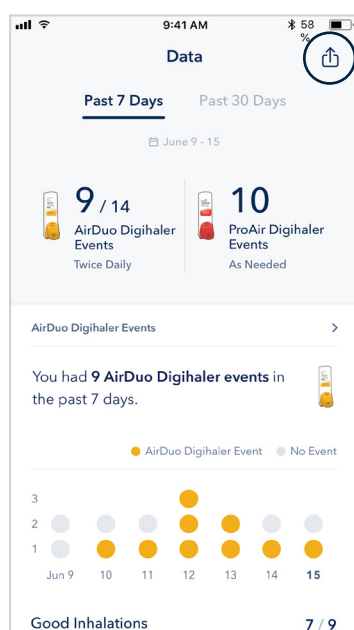 9:41 AM
58
%
Data
Past 7 Days Past 30 Days
June 9 - 15
9 / 14
AirDuo Digihaler
Events
Twice Daily
10
ProAir Digihaler
Events
As Needed
AirDuo Digihaler Events
You had 9 AirDuo Digihaler events in
the past 7 days.
AirDuo Digihaler Event No Event
3
2
1
Jun 9 10 11 12 13 14 15
Good Inhalations 7 / 9